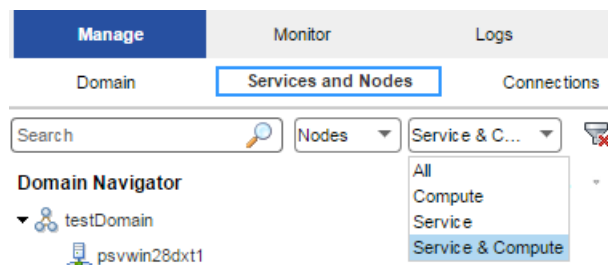 Manage Monitor Logs
Domain Services and Nodes Connections
Search Nodes Service & C...
All
Domain Navigator
Compute
testDomain Service
psvwin28dxt1 Service & Compute